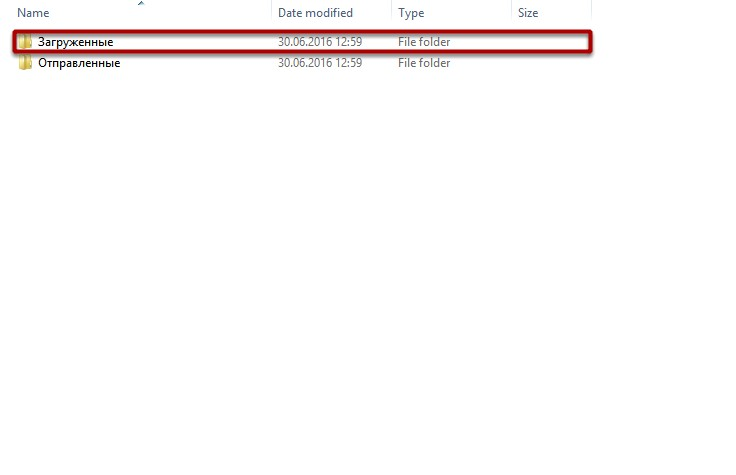 Name Date modified Type Size
Загруженные 30.06.2016 12:59 File folder
Отправленные 30.06.2016 12:59 File folder